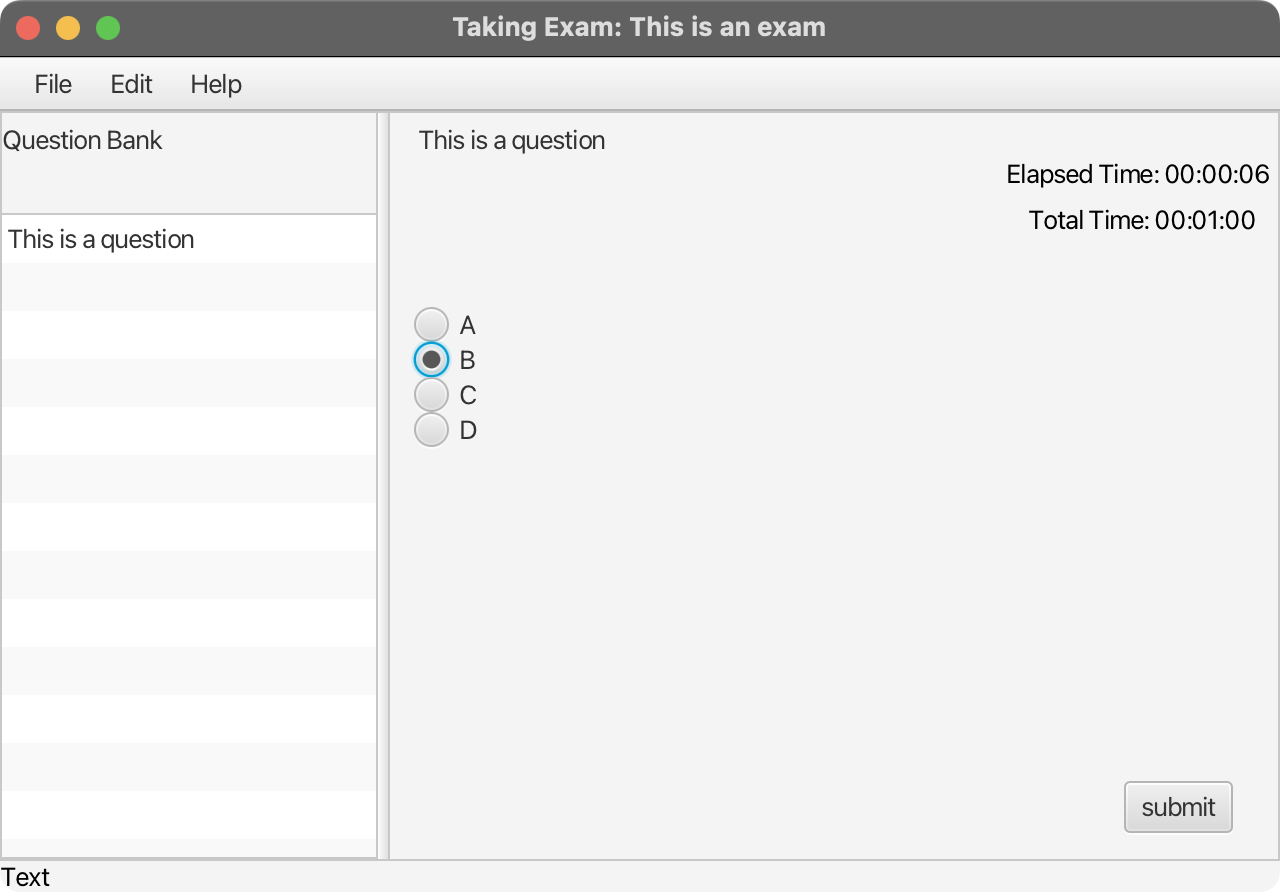 Taking Exam: This is an exam
File Edit Help
Question Bank
This is a question
This is a question
Elapsed Time: 00:00:06
Total Time: 00:01:00
A
B
C
D
submit
Text